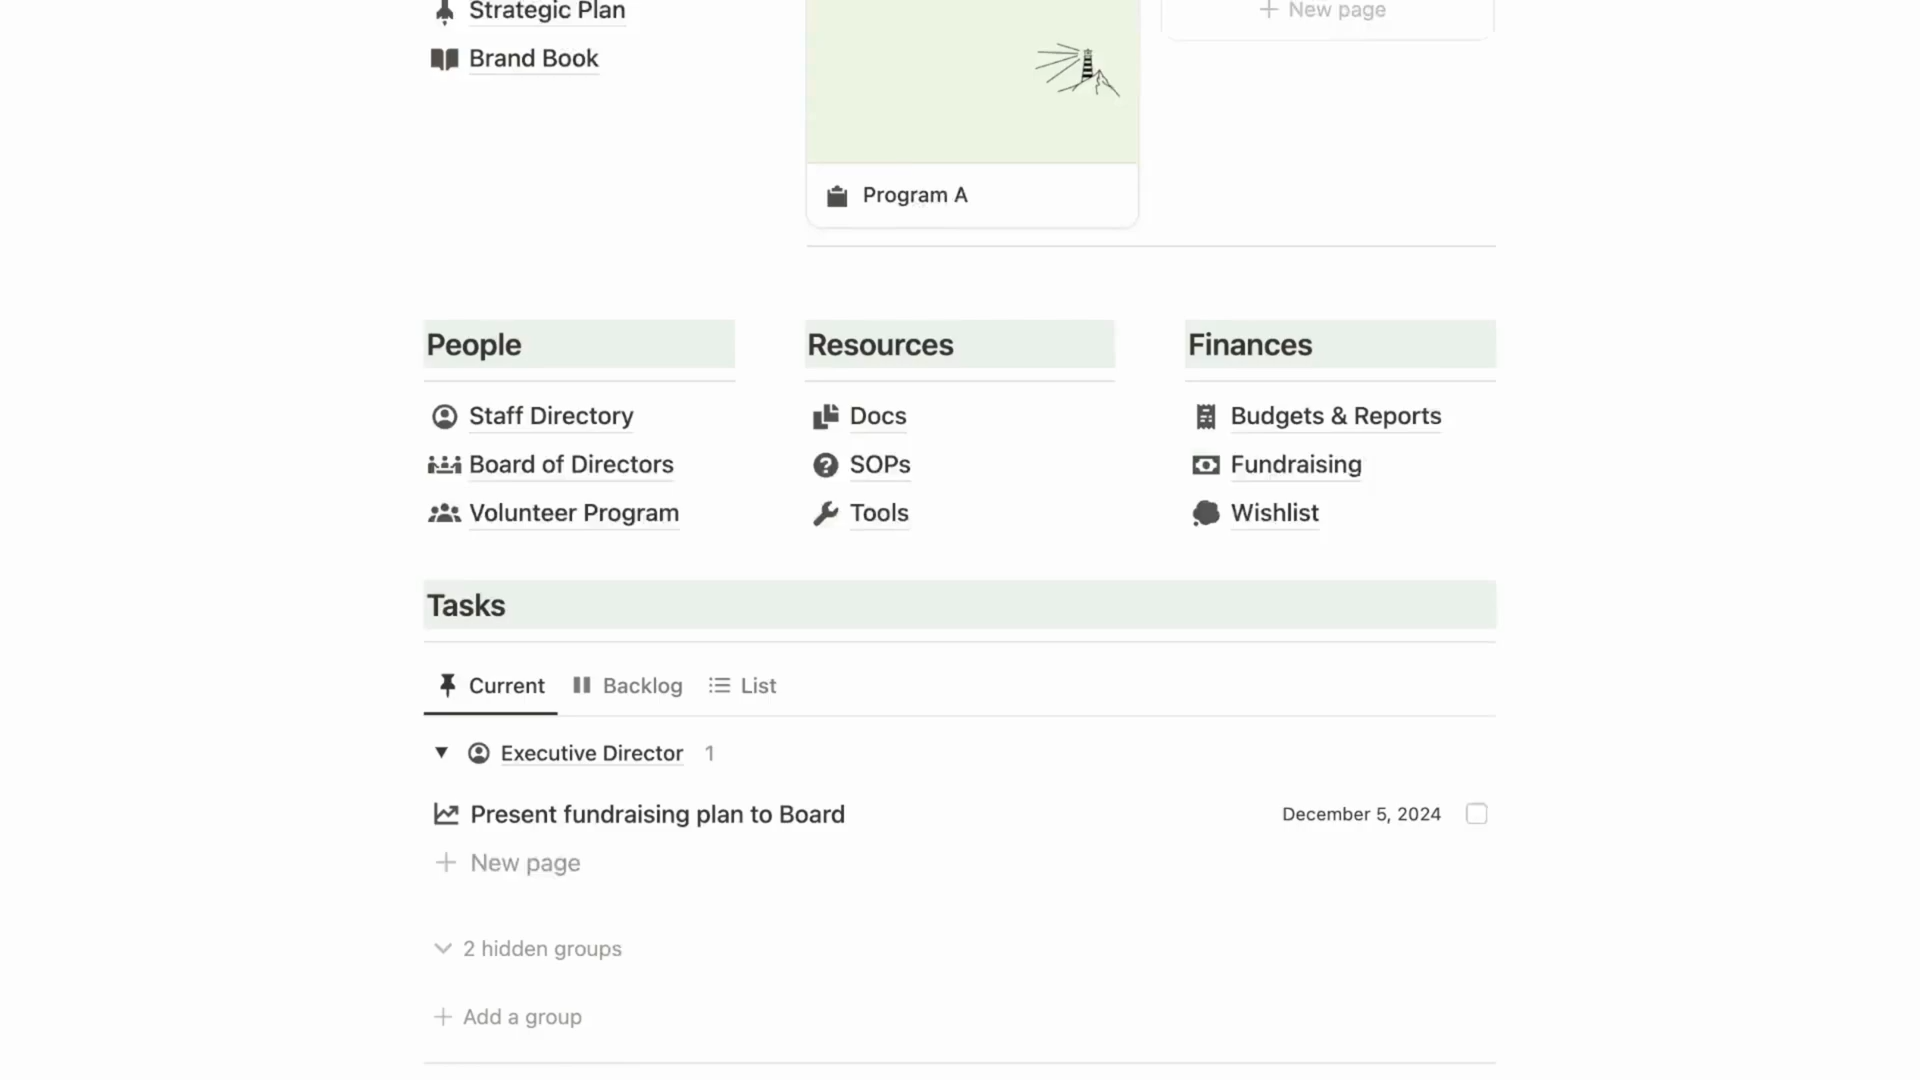 Strategic Plan
Brand Book
New page
Program A
People
Staff Directory
Board of Directors
Volunteer Program
Resources
Docs
SOPs
Tools
Finances
Budgets & Reports
Fundraising
Wishlist
Tasks
Current Backlog List
Executive Director 1
Present fundraising plan to Board December 5, 2024
New page
2 hidden groups
Add a group